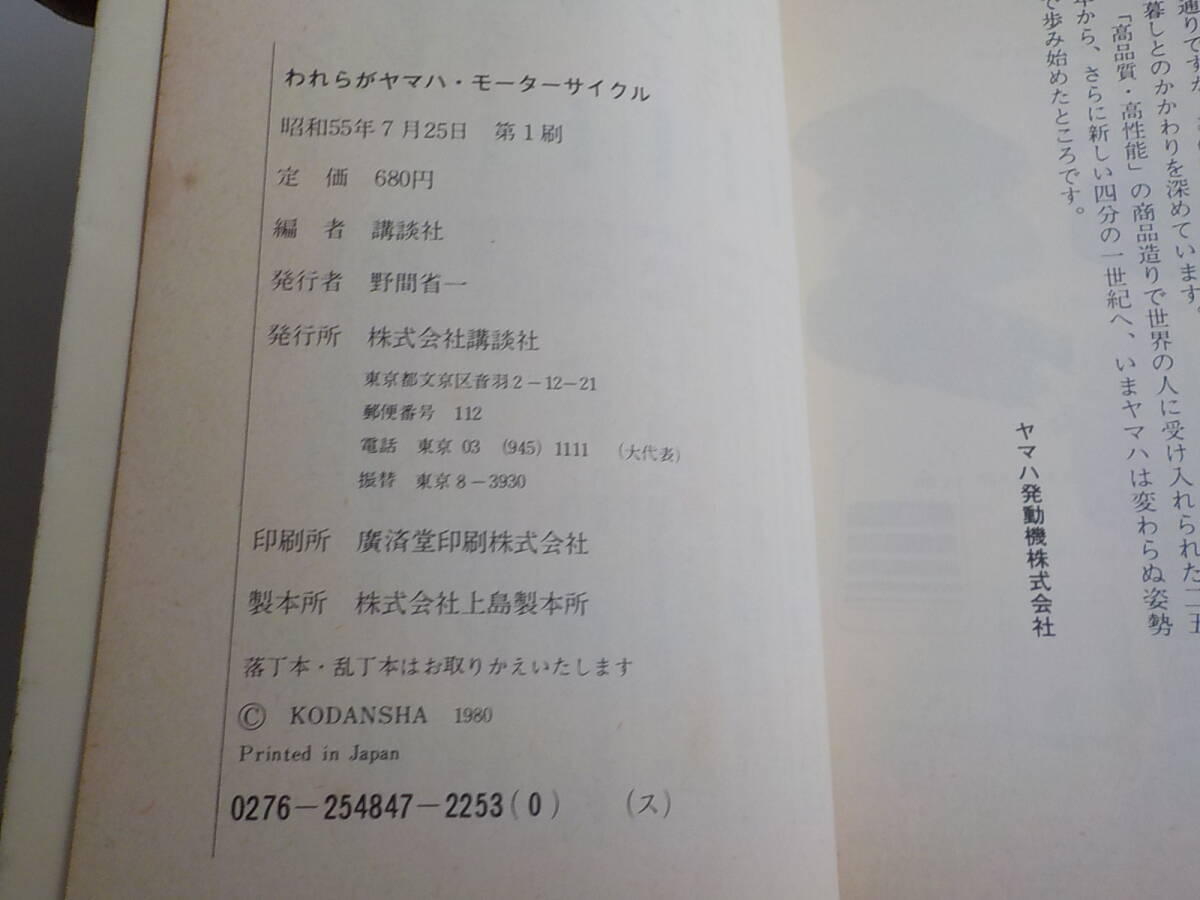 われらがヤマハ・モーターサイクル
昭和55年7月25日 第1刷
定 価 680円
編 者 講談社
発行者 野間省一
発行所 株式会社講談社
東京都文京区音羽2-12-21
郵便番号 112
電話 東京 03 (945) 1111 (大代表)
振替 東京8-3930
印刷所 廣済堂印刷株式会社
製本所 株式会社上島製本所
落丁本・乱丁本はお取りかえいたします
© KODANSHA 1980
Printed in Japan
0276-254847-2253(0) (ス)
通りですが
暮しとのかかわりを深めています。
「高品質・高性能」の商品造りで世界の人に受け入れられた二五
年から、さらに新しい四分の一世紀へ、いまヤマハは変わらぬ姿勢
で歩み始めたところです。
ヤマハ発動機株式会社